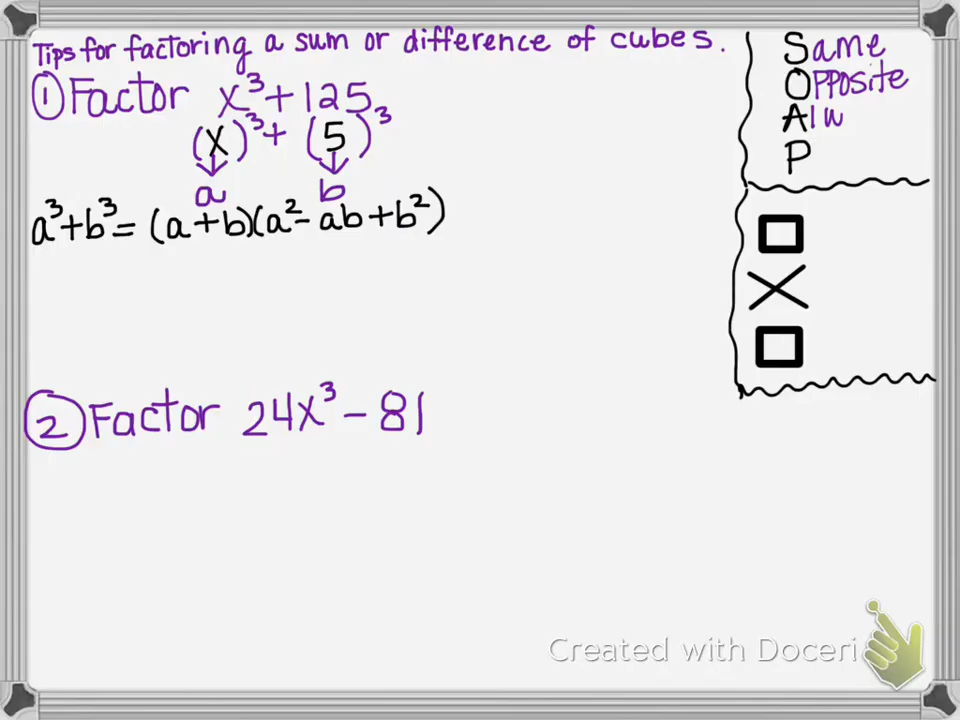 Tips for factoring a sum or difference of cubes.
① Factor x³+125
(x)³+ (5)³
a b
a³+b³= (a+b)(a²- ab+b²)
② Factor 24x³-81
Same
Opposite
Alw
P
Created with Doceri